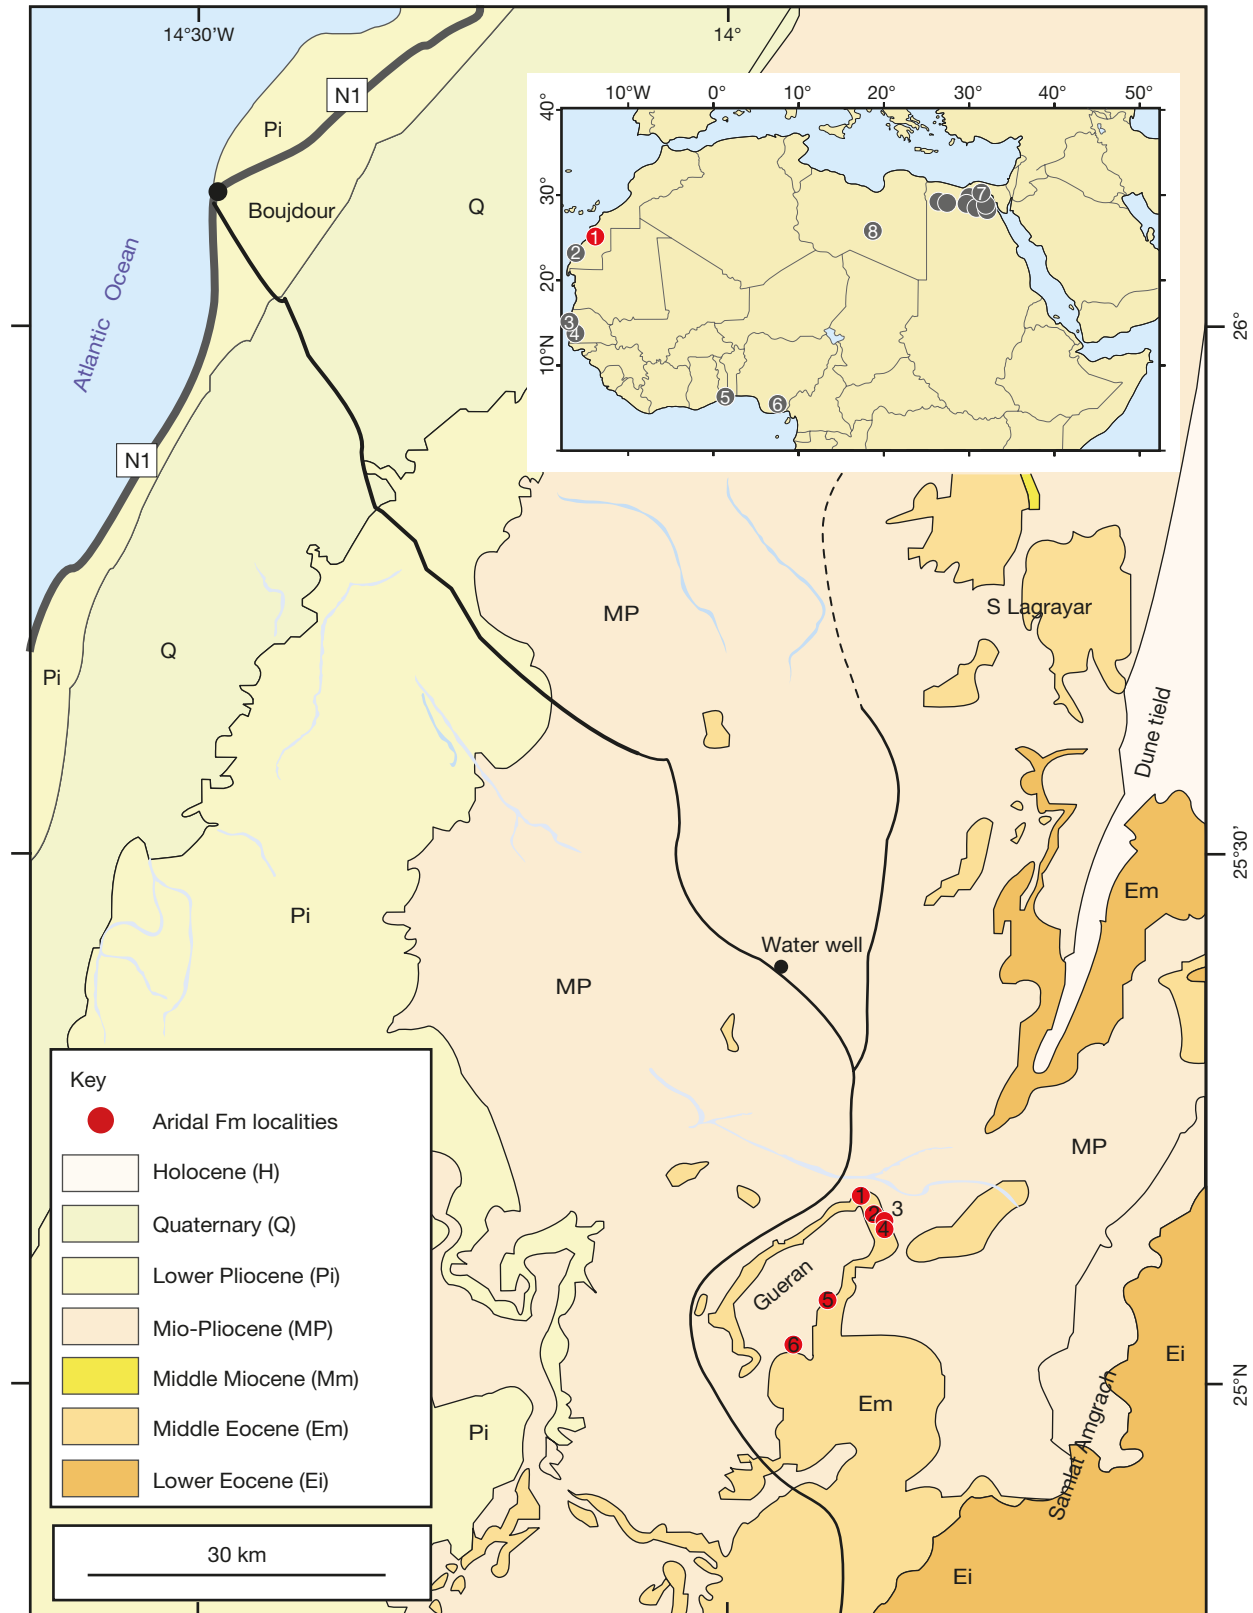 14°30'W
14°
N1
Pi
Boujdour
Q
Atlantic Ocean
N1
10°W
0°
10°
20°
30°
40°
50°
40°
30°
20°
10°N
1
2
3
4
5
6
7
8
26°
MP
S Lagrayar
Q
Pi
Dune tield
25°30'
Em
Pi
Water well
MP
MP
1
2
3
4
Gueran
5
6
Ei
25°N
Em
Samlat Amgrach
Pi
Ei
Key
Aridal Fm localities
Holocene (H)
Quaternary (Q)
Lower Pliocene (Pi)
Mio-Pliocene (MP)
Middle Miocene (Mm)
Middle Eocene (Em)
Lower Eocene (Ei)
30 km